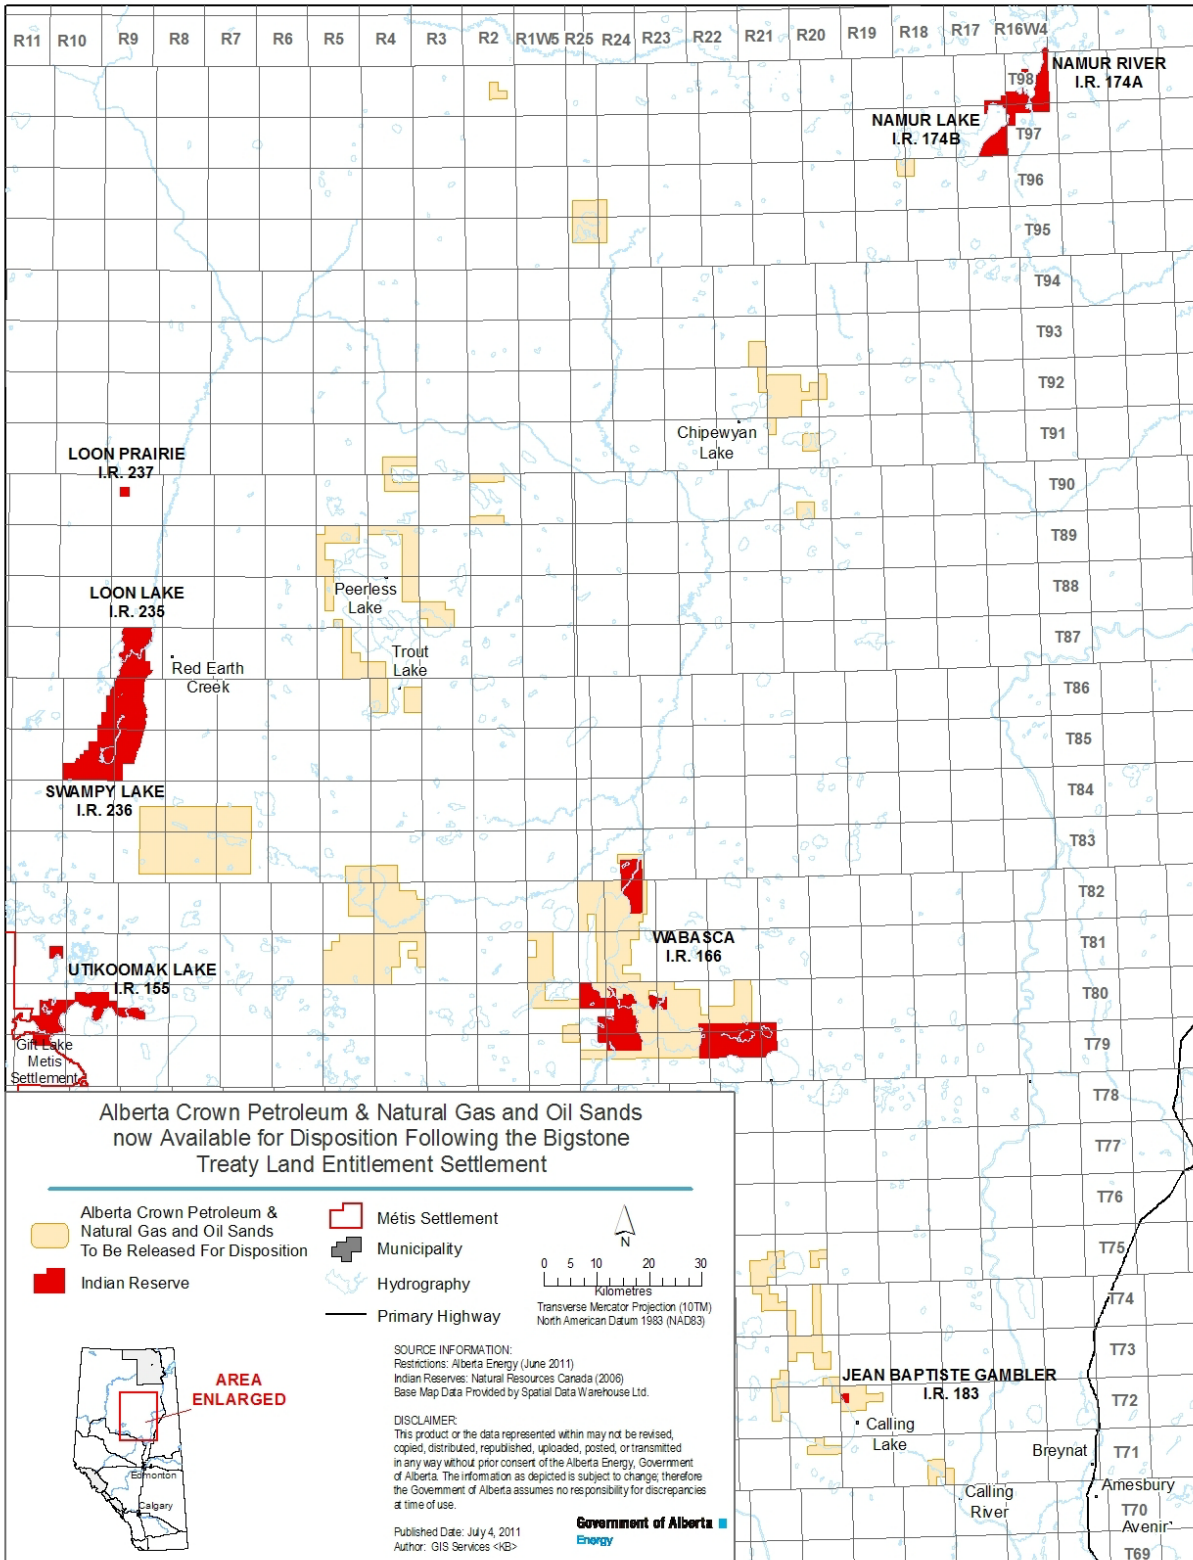 R11 R10 R9 R8 R7 R6 R5 R4 R3 R2 R1W5 R25 R24 R23 R22 R21 R20 R19 R18 R17 R16W4
NAMUR RIVER
I.R. 174A
T98
NAMUR LAKE
I.R. 174B
T97
T96
T95
T94
T93
T92
T91
Chipewyan
Lake
LOON PRAIRIE
I.R. 237
T90
T89
T88
Peerless
Lake
LOON LAKE
I.R. 235
T87
Trout
Lake
Red Earth
Creek
T86
T85
SWAMPY LAKE
I.R. 236
T84
T83
T82
WABASCA
I.R. 166
T81
UTIKOOMAK LAKE
I.R. 155
T80
Gift Lake
Metis
Settlement
T79
T78
T77
T76
T75
T74
T73
JEAN BAPTISTE GAMBLER
I.R. 183
T72
Calling
Lake
Breynat
T71
Calling
River
Amesbury
T70
Avenir
T69
Alberta Crown Petroleum & Natural Gas and Oil Sands
now Available for Disposition Following the Bigstone
Treaty Land Entitlement Settlement
Alberta Crown Petroleum &
Natural Gas and Oil Sands
To Be Released For Disposition
Indian Reserve
Métis Settlement
Municipality
Hydrography
Primary Highway
N
0 5 10 20 30
Kilometres
Transverse Mercator Projection (10TM)
North American Datum 1983 (NAD83)
AREA
ENLARGED
Edmonton
Calgary
SOURCE INFORMATION:
Restrictions: Alberta Energy (June 2011)
Indian Reserves: Natural Resources Canada (2006)
Base Map Data Provided by Spatial Data Warehouse Ltd.
DISCLAIMER:
This product or the data represented within may not be revised,
copied, distributed, republished, uploaded, posted, or transmitted
in any way without prior consent of the Alberta Energy, Government
of Alberta. The information as depicted is subject to change; therefore
the Government of Alberta assumes no responsibility for discrepancies
at time of use.
Published Date: July 4, 2011
Author: GIS Services <KB>
Government of Alberta
Energy